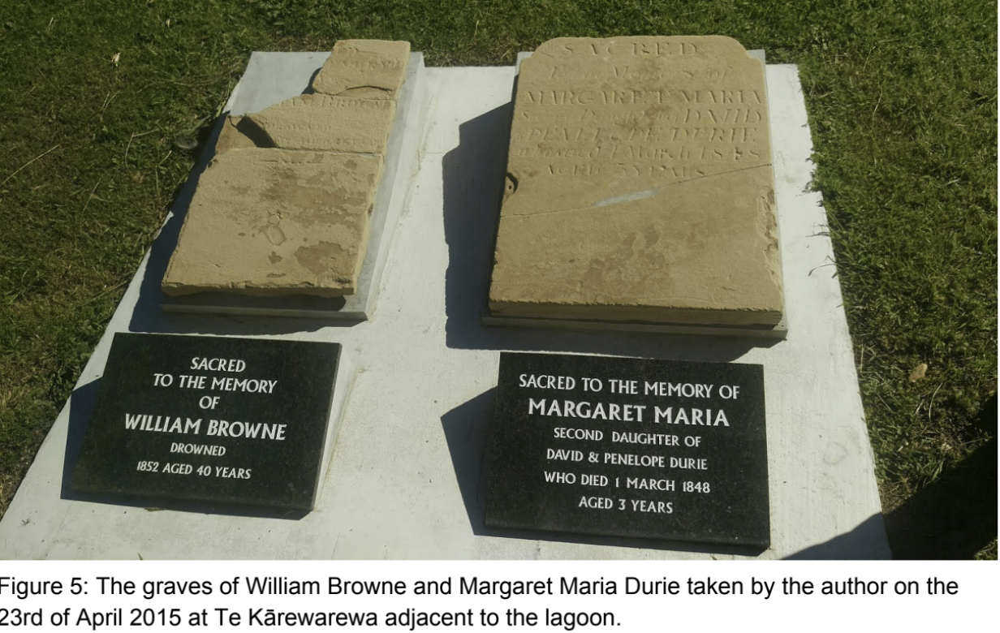 DROWNED
SACRED
MARGARET MARIA
DAVID
PENELOPE DURIE
1 March 1848
AGED 3 YEARS
SACRED
TO THE MEMORY
OF
WILLIAM BROWNE
DROWNED
1852 AGED 40 YEARS
SACRED TO THE MEMORY OF
MARGARET MARIA
SECOND DAUGHTER OF
DAVID & PENELOPE DURIE
WHO DIED 1 MARCH 1848
AGED 3 YEARS
Figure 5: The graves of William Browne and Margaret Maria Durie taken by the author on the
23rd of April 2015 at Te Kārewarewa adjacent to the lagoon.